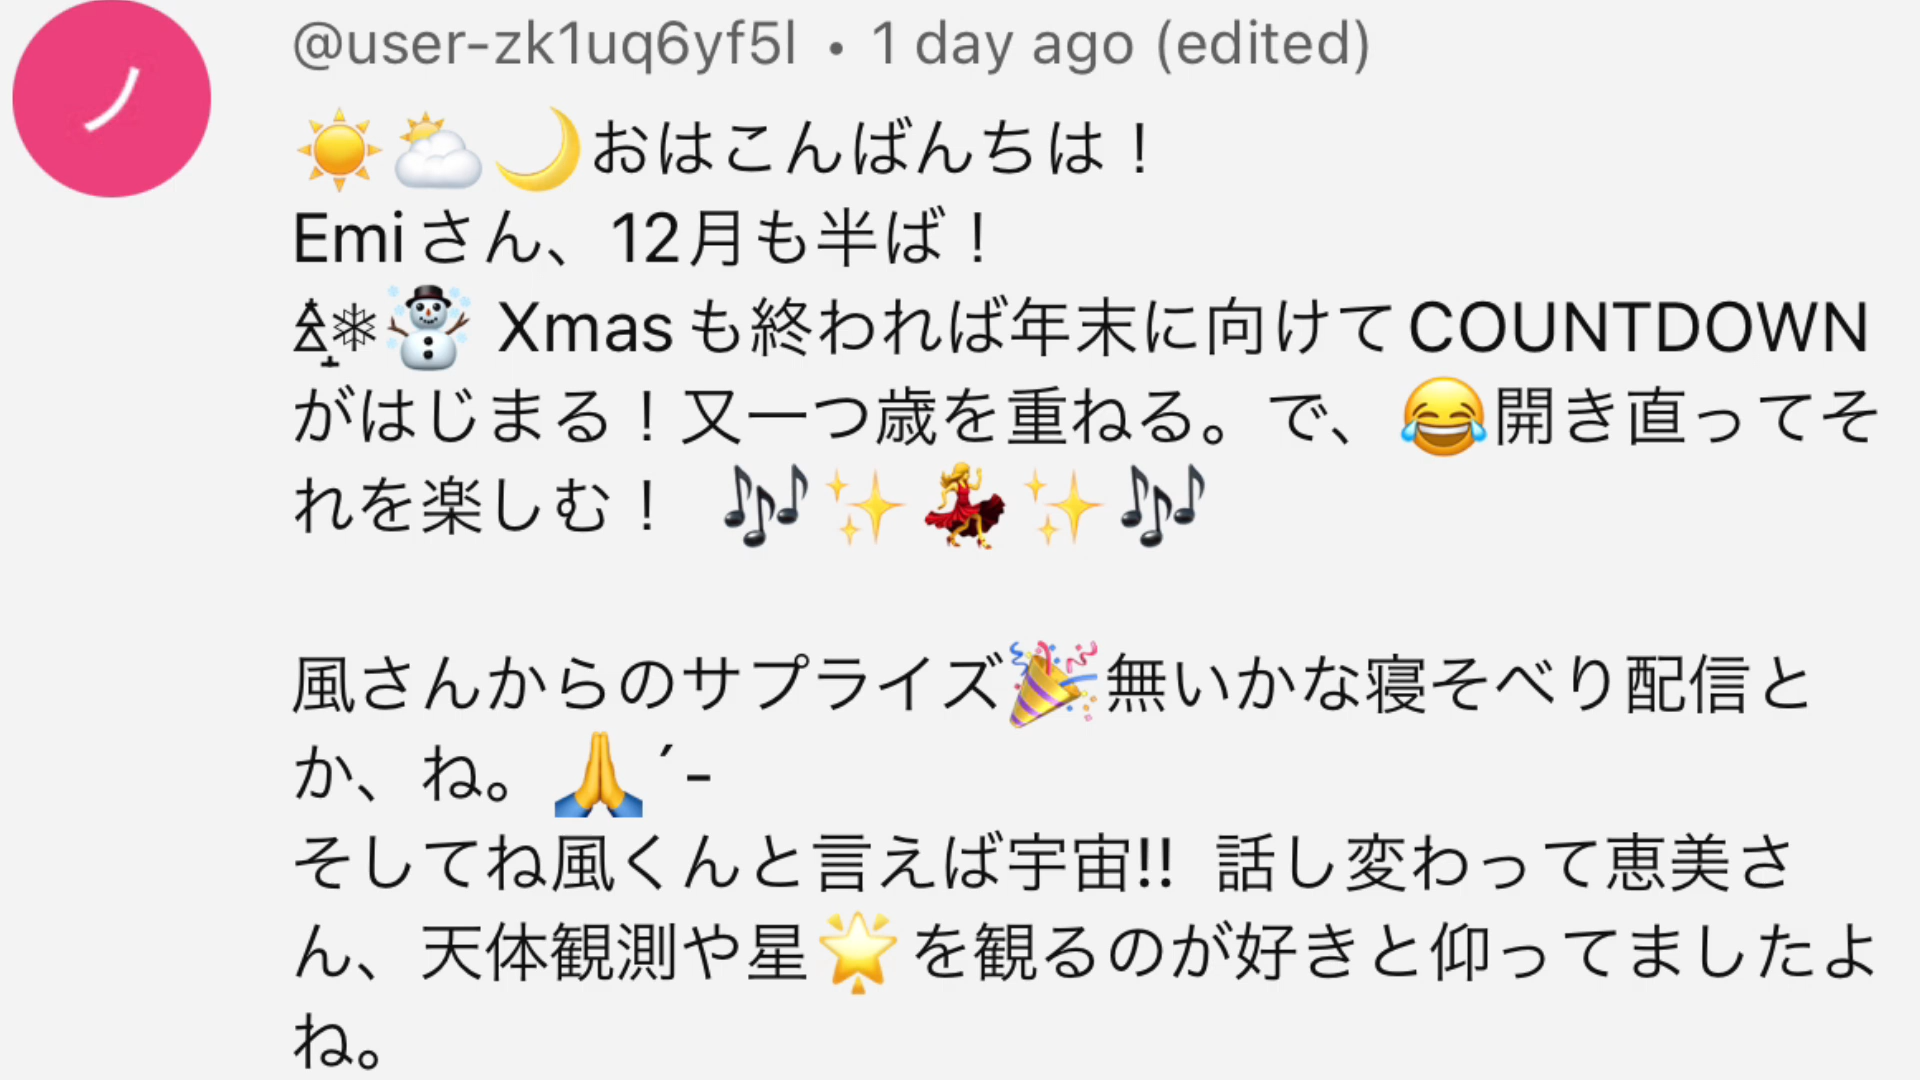 ノ
@user-zk1uq6yf5l • 1 day ago (edited)
☀️⛅🌙おはこんばんちは！
Emiさん、12月も半ば！
𖠰❄︎☃️ Xmasも終われば年末に向けてCOUNTDOWN
がはじまる！又一つ歳を重ねる。で、😂開き直ってそ
れを楽しむ！ 🎶✨💃✨🎶
風さんからのサプライズ🎉無いかな寝そべり配信と
か、ね。🙏´-
そしてね風くんと言えば宇宙!! 話し変わって恵美さ
ん、天体観測や星🌟を観るのが好きと仰ってましたよ
ね。